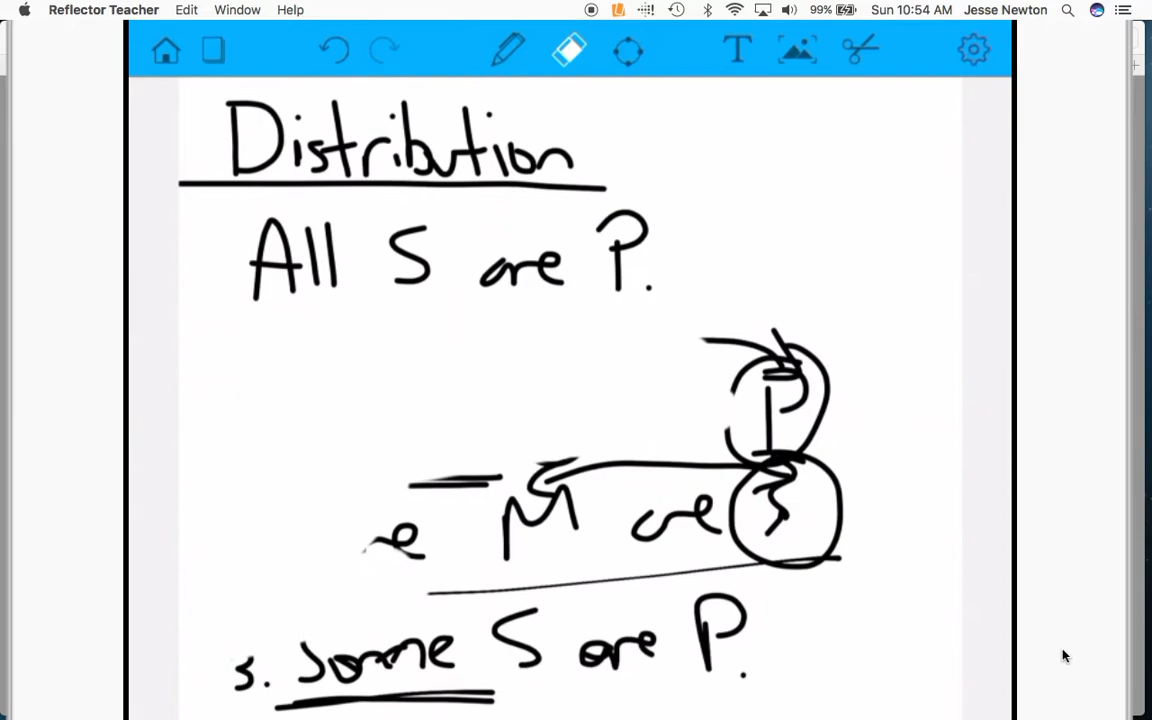 Reflector Teacher Edit Window Help 99% Sun 10:54 AM Jesse Newton
T
Distribution
All S are P.
P
e M are S
3. Some S are P.